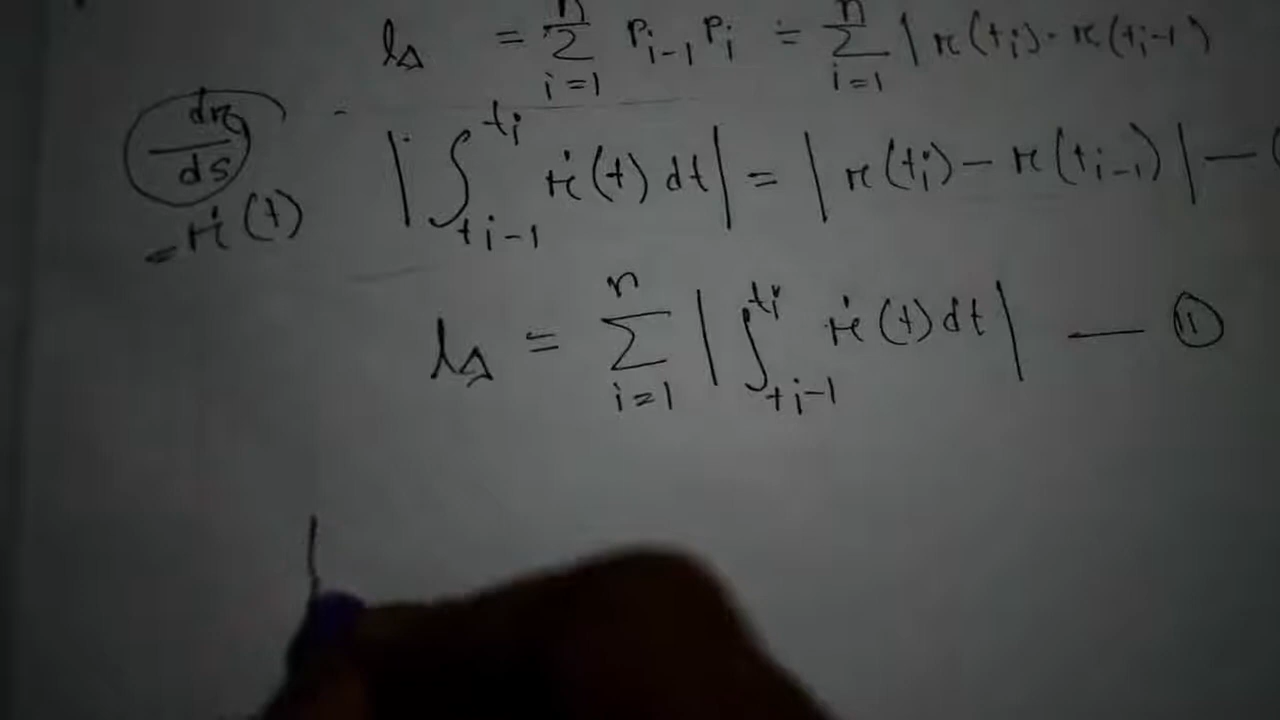 l_Δ = Σ_{i=1}^{n} P_{i-1} P_i = Σ_{i=1}^{n} | r(t_i) - r(t_{i-1})
| ∫_{t_{i-1}}^{t_i} ṙ(t) dt | = | r(t_i) - r(t_{i-1}) | — (
dr
ds
= ṙ(t)
l_Δ = Σ_{i=1}^{n} | ∫_{t_{i-1}}^{t_i} ṙ(t) dt | — (11)